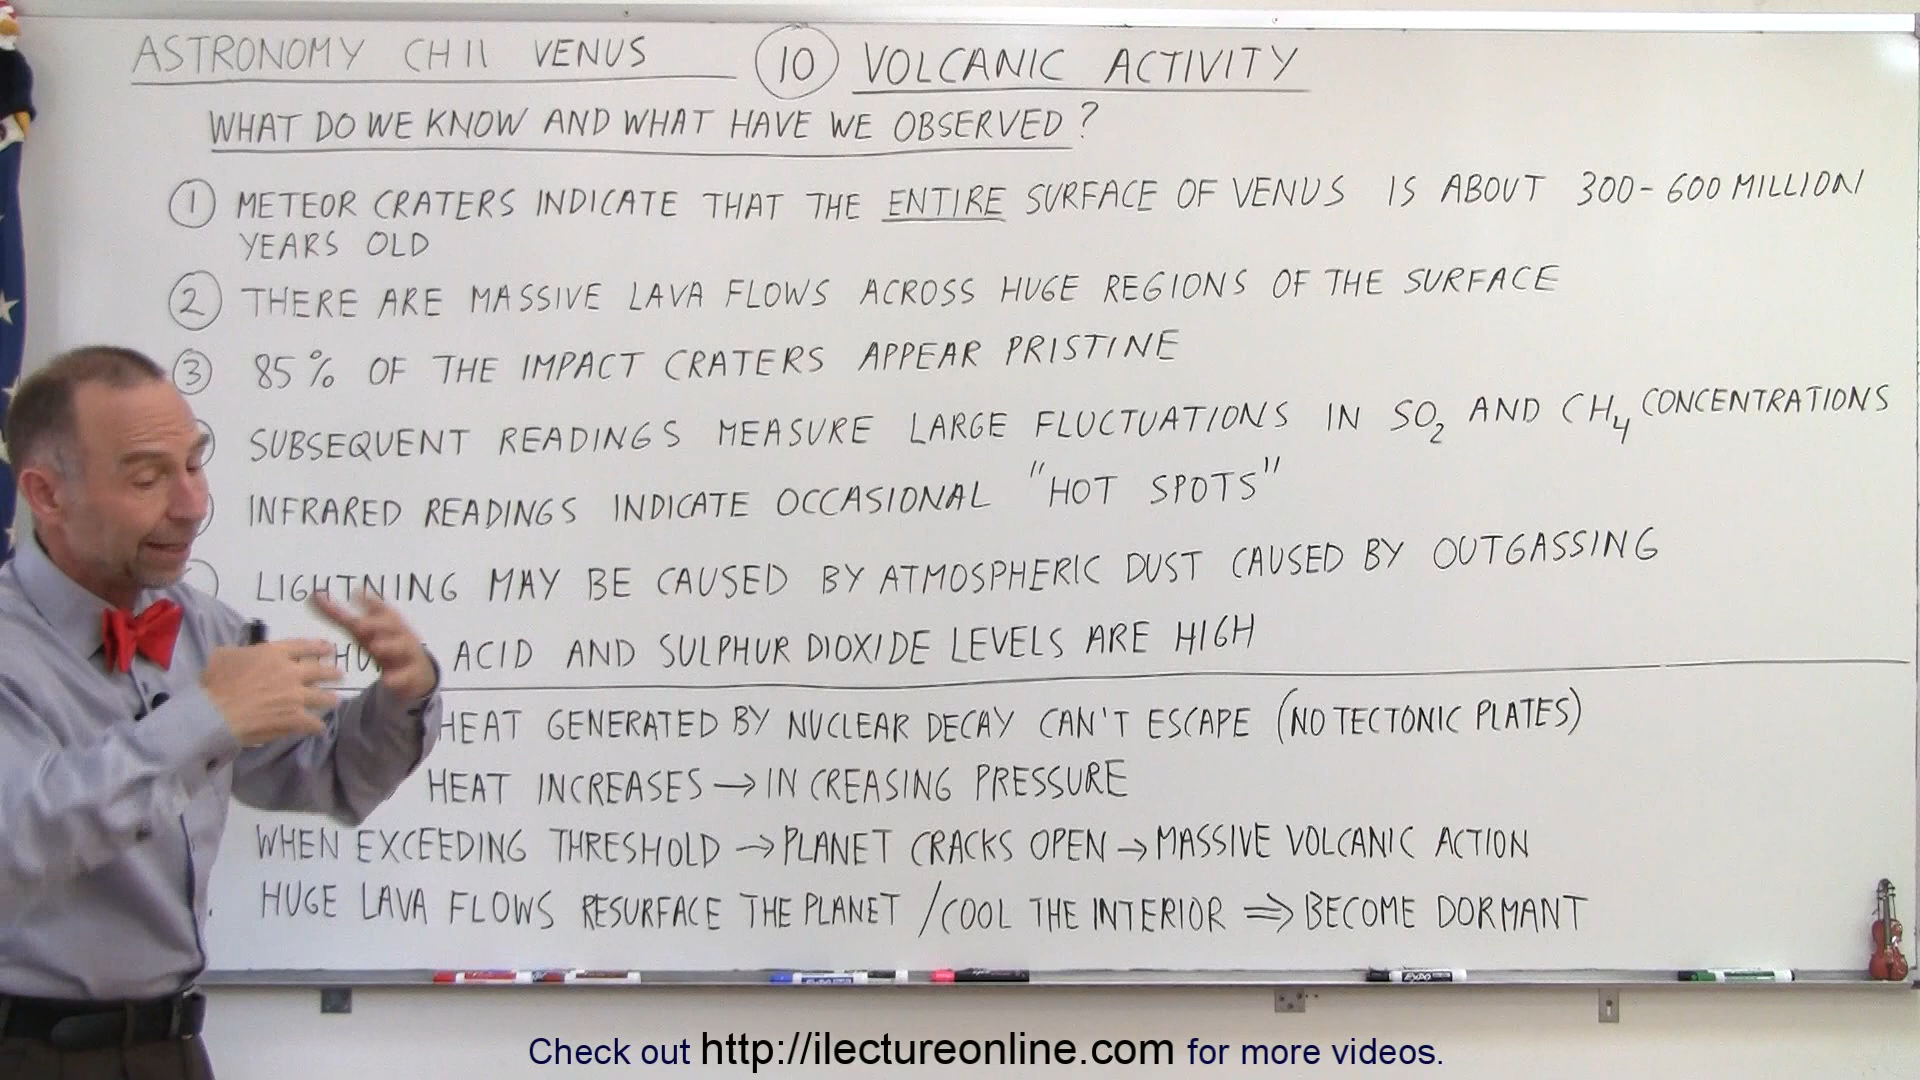 ASTRONOMY CH 11 VENUS 10 VOLCANIC ACTIVITY
WHAT DO WE KNOW AND WHAT HAVE WE OBSERVED?
1 METEOR CRATERS INDICATE THAT THE ENTIRE SURFACE OF VENUS IS ABOUT 300-600 MILLION
YEARS OLD
2 THERE ARE MASSIVE LAVA FLOWS ACROSS HUGE REGIONS OF THE SURFACE
3 85% OF THE IMPACT CRATERS APPEAR PRISTINE
SUBSEQUENT READINGS MEASURE LARGE FLUCTUATIONS IN SO2 AND CH4 CONCENTRATIONS
INFRARED READINGS INDICATE OCCASIONAL "HOT SPOTS"
LIGHTNING MAY BE CAUSED BY ATMOSPHERIC DUST CAUSED BY OUTGASSING
ACID AND SULPHUR DIOXIDE LEVELS ARE HIGH
HEAT GENERATED BY NUCLEAR DECAY CAN'T ESCAPE (NO TECTONIC PLATES)
HEAT INCREASES → INCREASING PRESSURE
WHEN EXCEEDING THRESHOLD → PLANET CRACKS OPEN → MASSIVE VOLCANIC ACTION
HUGE LAVA FLOWS RESURFACE THE PLANET / COOL THE INTERIOR ⇒ BECOME DORMANT
EXPO
Check out http://ilectureonline.com for more videos.